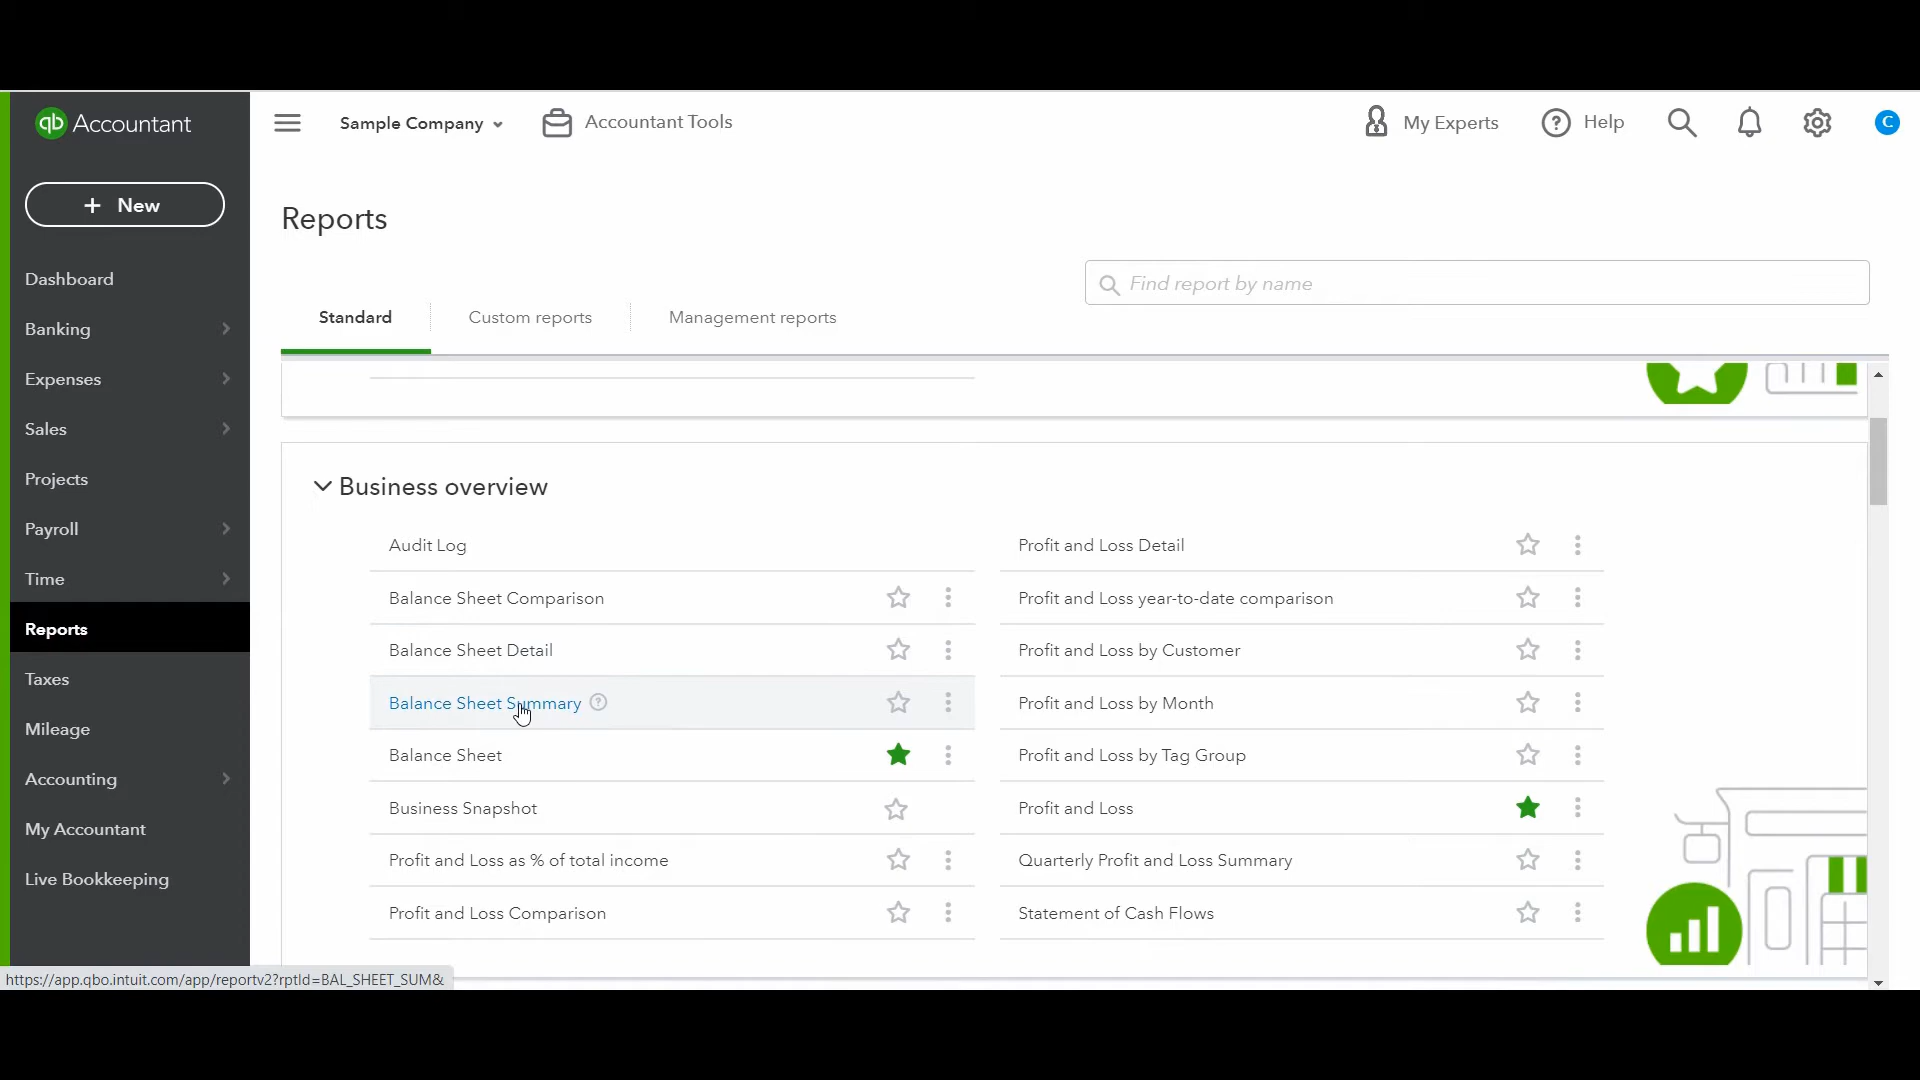 qb Accountant
Sample Company
Accountant Tools
My Experts
? Help
C
+ New
Dashboard
Banking
Expenses
Sales
Projects
Payroll
Time
Reports
Taxes
Mileage
Accounting
My Accountant
Live Bookkeeping
Reports
Find report by name
Standard
Custom reports
Management reports
Business overview
Audit Log
Balance Sheet Comparison
Balance Sheet Detail
Balance Sheet Summary ?
Balance Sheet
Business Snapshot
Profit and Loss as % of total income
Profit and Loss Comparison
Profit and Loss Detail
Profit and Loss year-to-date comparison
Profit and Loss by Customer
Profit and Loss by Month
Profit and Loss by Tag Group
Profit and Loss
Quarterly Profit and Loss Summary
Statement of Cash Flows
https://app.qbo.intuit.com/app/reportv2?rptId=BAL_SHEET_SUM&